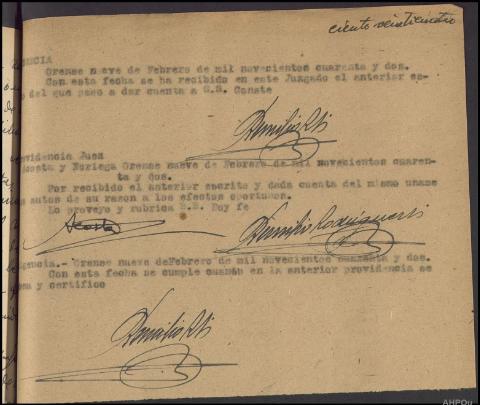 ciento veinticuatro
ENCIA
Orense nueve de Febrero de mil novecientos cuarenta y dos.
Con esta fecha se ha recibido en este Juzgado el anterior es-
o del que paso a dar cuenta a S.S. Conste
ovidencia Juez
Acosta y Noriega Orense nueve de Febrero de mil novecientos cuaren-
ta y dos.
Por recibido el anterior escrito y dada cuenta del mismo unase
s autos de su razon a los efectos oportunos.
Lo proveyo y rubrica S.S. Doy fe
Acosta
gencia.- Orense nueve deFebrero de mil novecientos cuarenta y dos.
Con esta fecha se cumple cuanto en la anterior providencia se
na y certifico
AHPOu